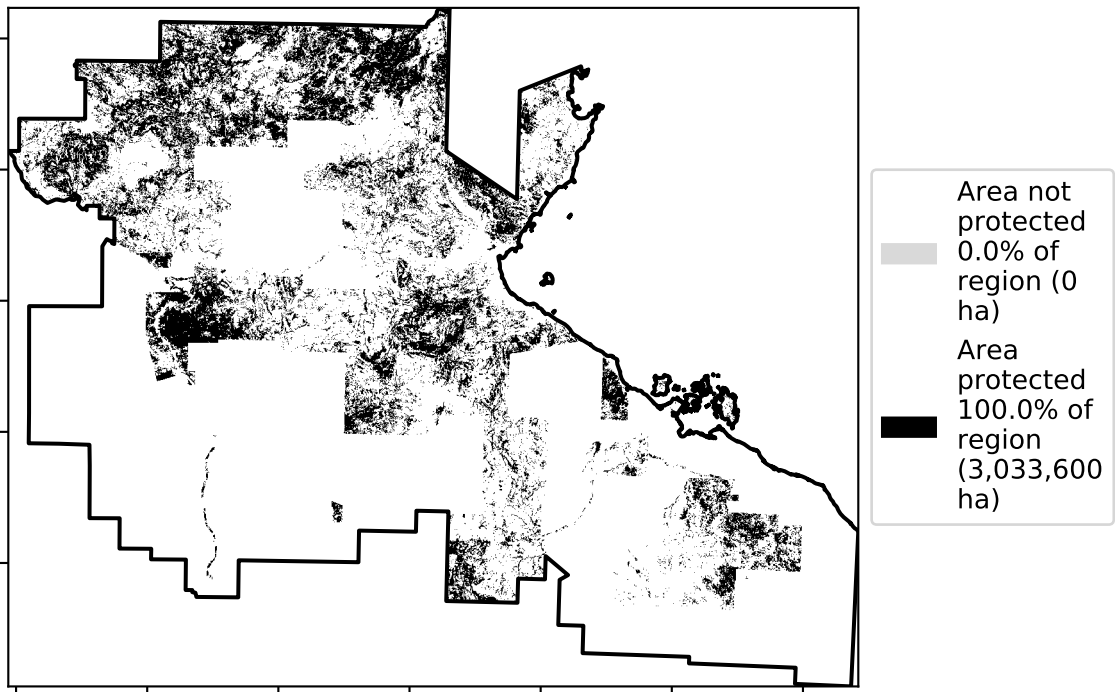 Area not
protected
0.0% of
region (0
ha)
Area
protected
100.0% of
region
(3,033,600
ha)